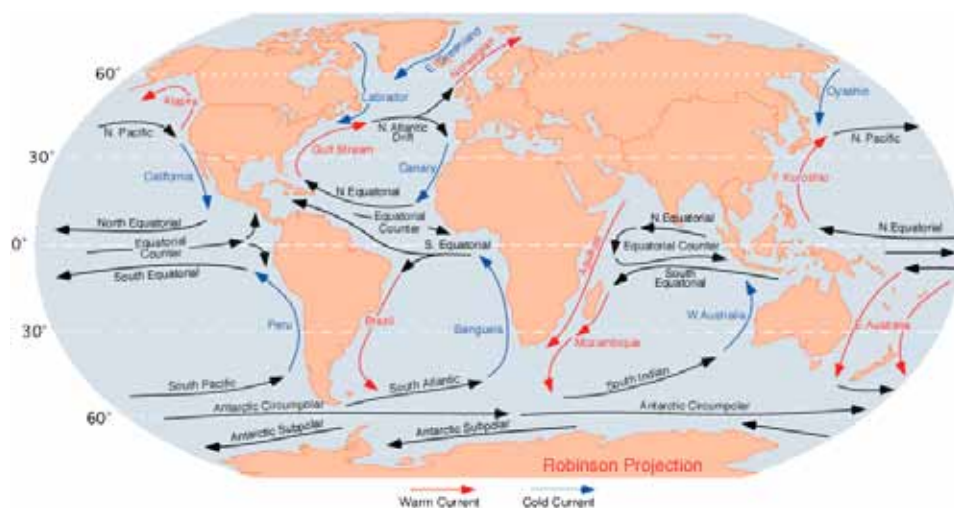 60°
30°
0°
30°
60°
E. Greenland
Norwegian
Alaska
Labrador
Oyashio
N. Pacific
N. Atlantic
Drift
N. Pacific
Gulf Stream
California
Canary
Kuroshio
N Equatorial
North Equatorial
Equatorial
Counter
N. Equatorial
N. Equatorial
Equatorial
Counter
S. Equatorial
Equatorial Counter
South Equatorial
South
Equatorial
Peru
Brazil
Benguela
Mozambique
W. Australia
E. Australia
South Pacific
South Atlantic
South Indian
Antarctic Circumpolar
Antarctic Circumpolar
Antarctic Subpolar
Antarctic Subpolar
Robinson Projection
Warm Current
Cold Current